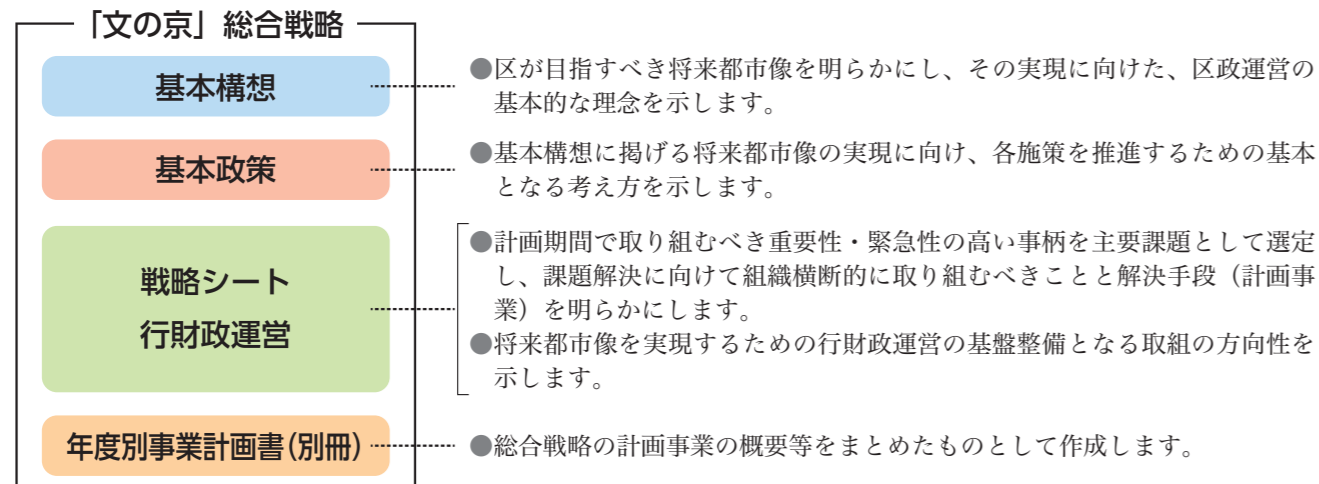 「文の京」総合戦略
基本構想
●区が目指すべき将来都市像を明らかにし、その実現に向けた、区政運営の
基本的な理念を示します。
基本政策
●基本構想に掲げる将来都市像の実現に向け、各施策を推進するための基本
となる考え方を示します。
戦略シート
行財政運営
●計画期間で取り組むべき重要性・緊急性の高い事柄を主要課題として選定
し、課題解決に向けて組織横断的に取り組むべきことと解決手段（計画事
業）を明らかにします。
●将来都市像を実現するための行財政運営の基盤整備となる取組の方向性を
示します。
年度別事業計画書(別冊)
●総合戦略の計画事業の概要等をまとめたものとして作成します。